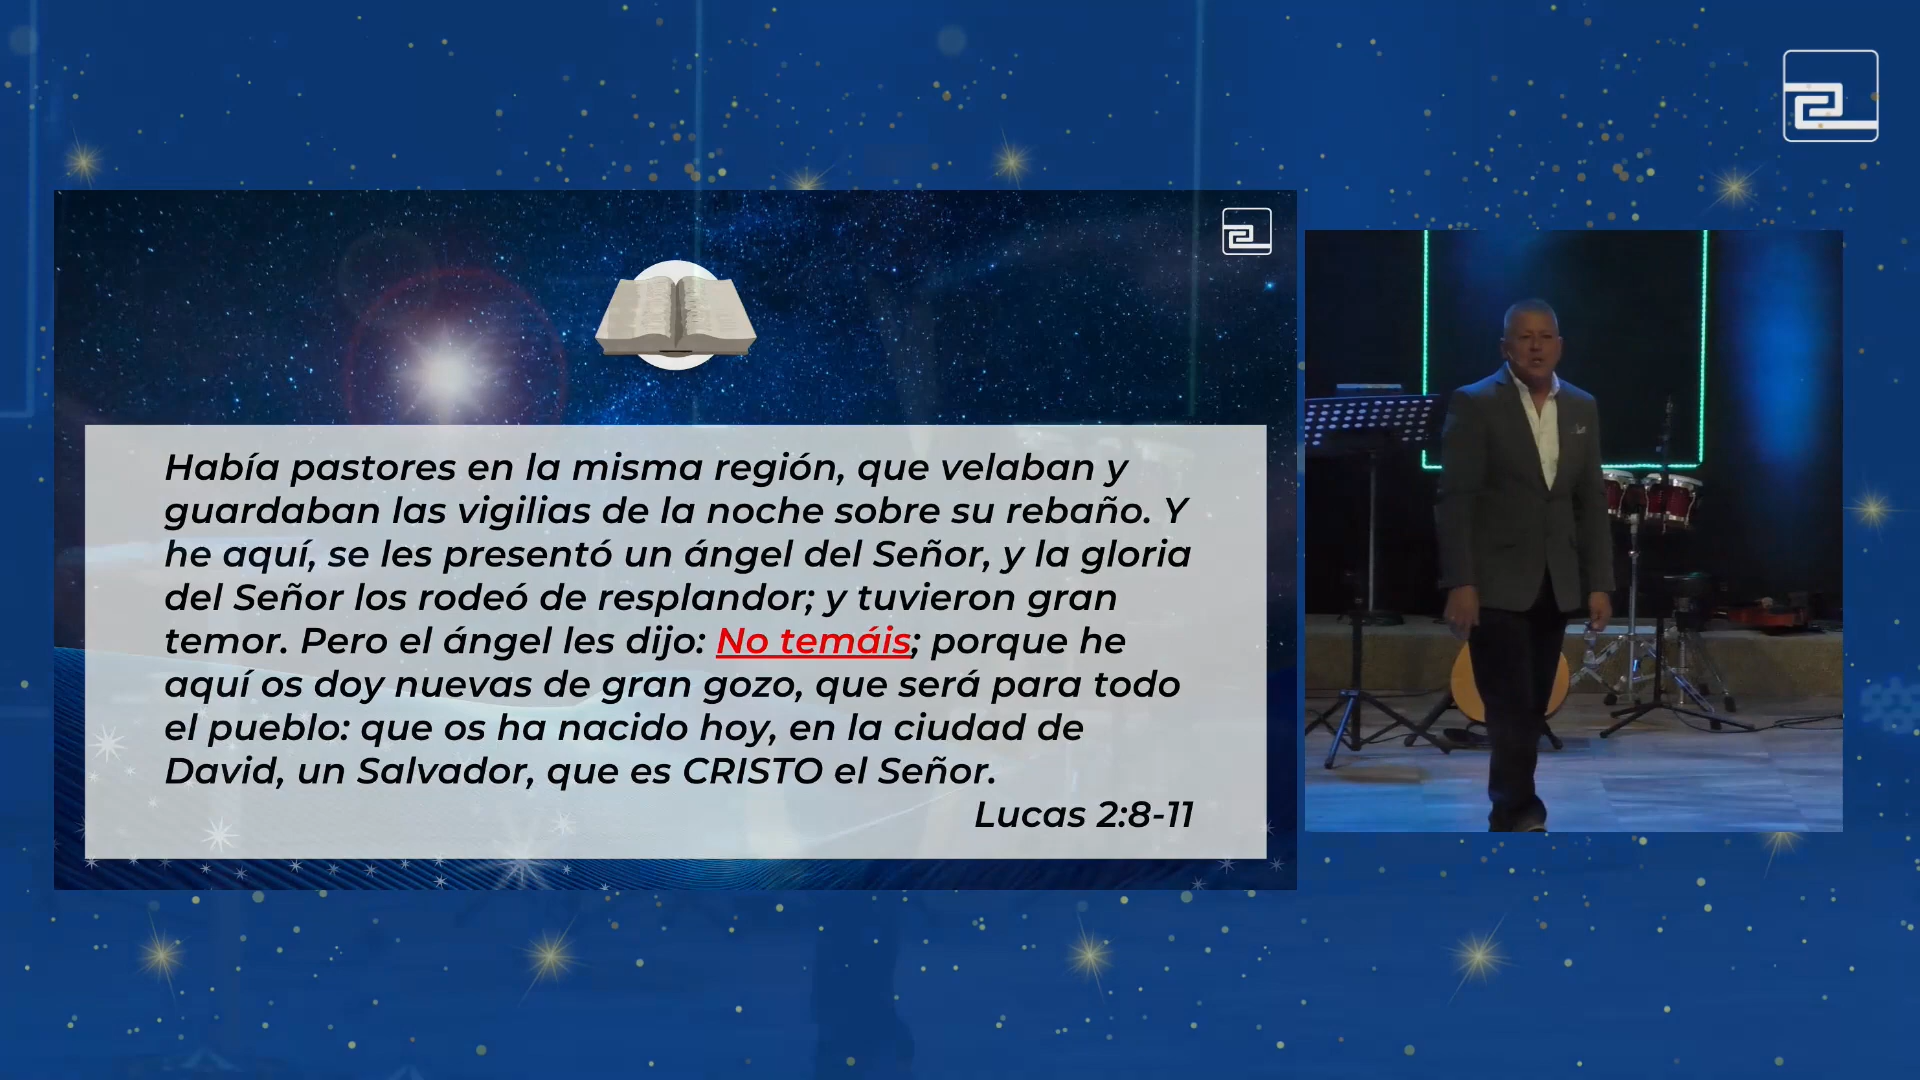 Había pastores en la misma región, que velaban y
guardaban las vigilias de la noche sobre su rebaño. Y
he aquí, se les presentó un ángel del Señor, y la gloria
del Señor los rodeó de resplandor; y tuvieron gran
temor. Pero el ángel les dijo: No temáis; porque he
aquí os doy nuevas de gran gozo, que será para todo
el pueblo: que os ha nacido hoy, en la ciudad de
David, un Salvador, que es CRISTO el Señor.
Lucas 2:8-11